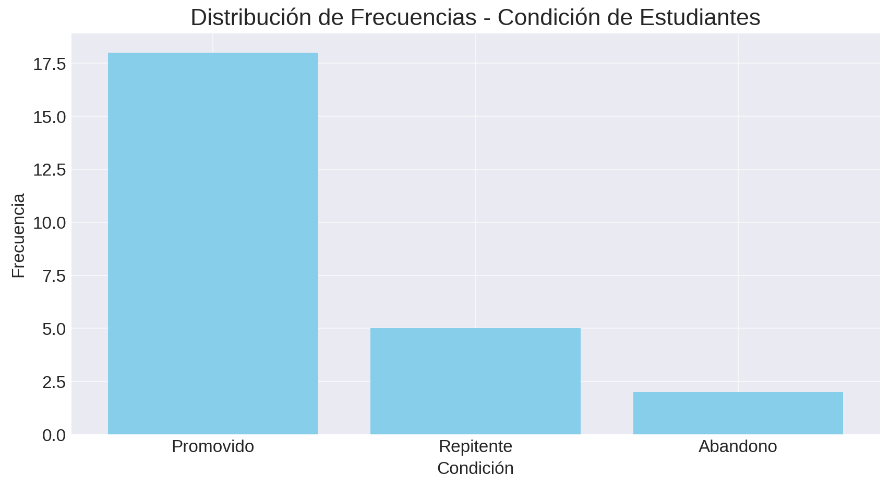 Distribución de Frecuencias - Condición de Estudiantes
Frecuencia
17.5
15.0
12.5
10.0
7.5
5.0
2.5
0.0
Promovido Repitente Abandono
Condición